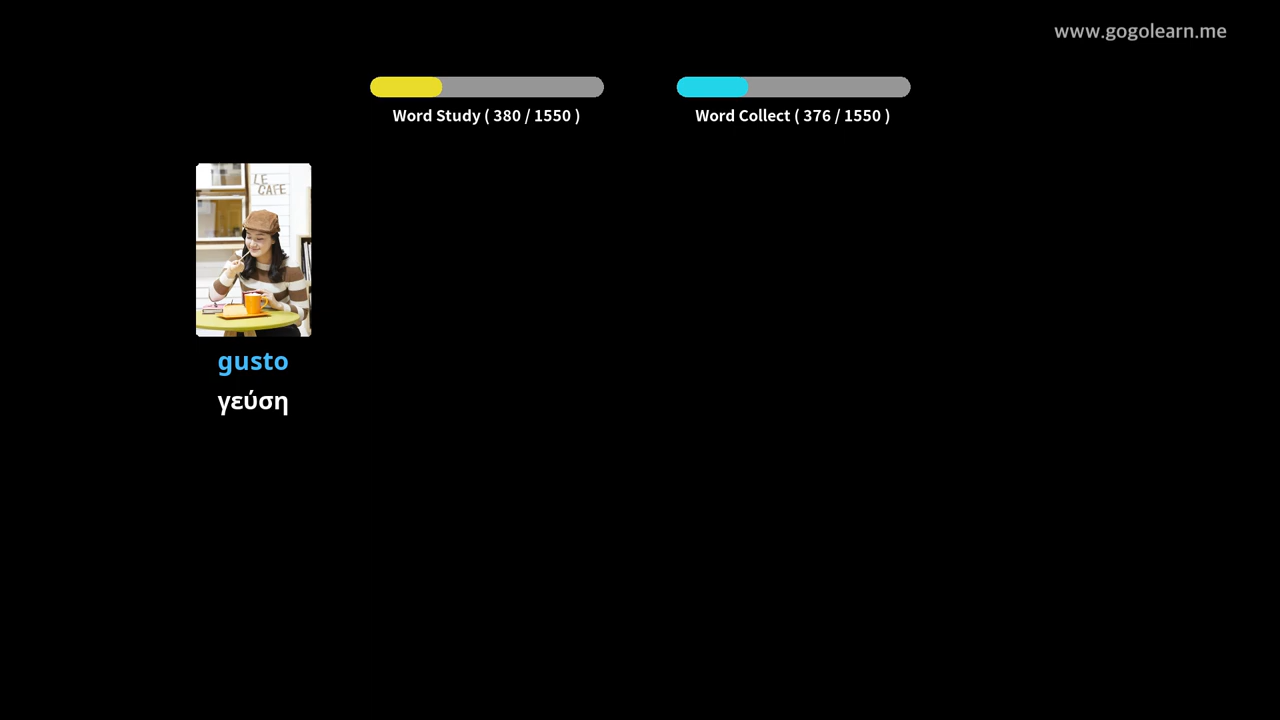 www.gogolearn.me
Word Study ( 380 / 1550 )
Word Collect ( 376 / 1550 )
LE
CAFE
gusto
γεύση